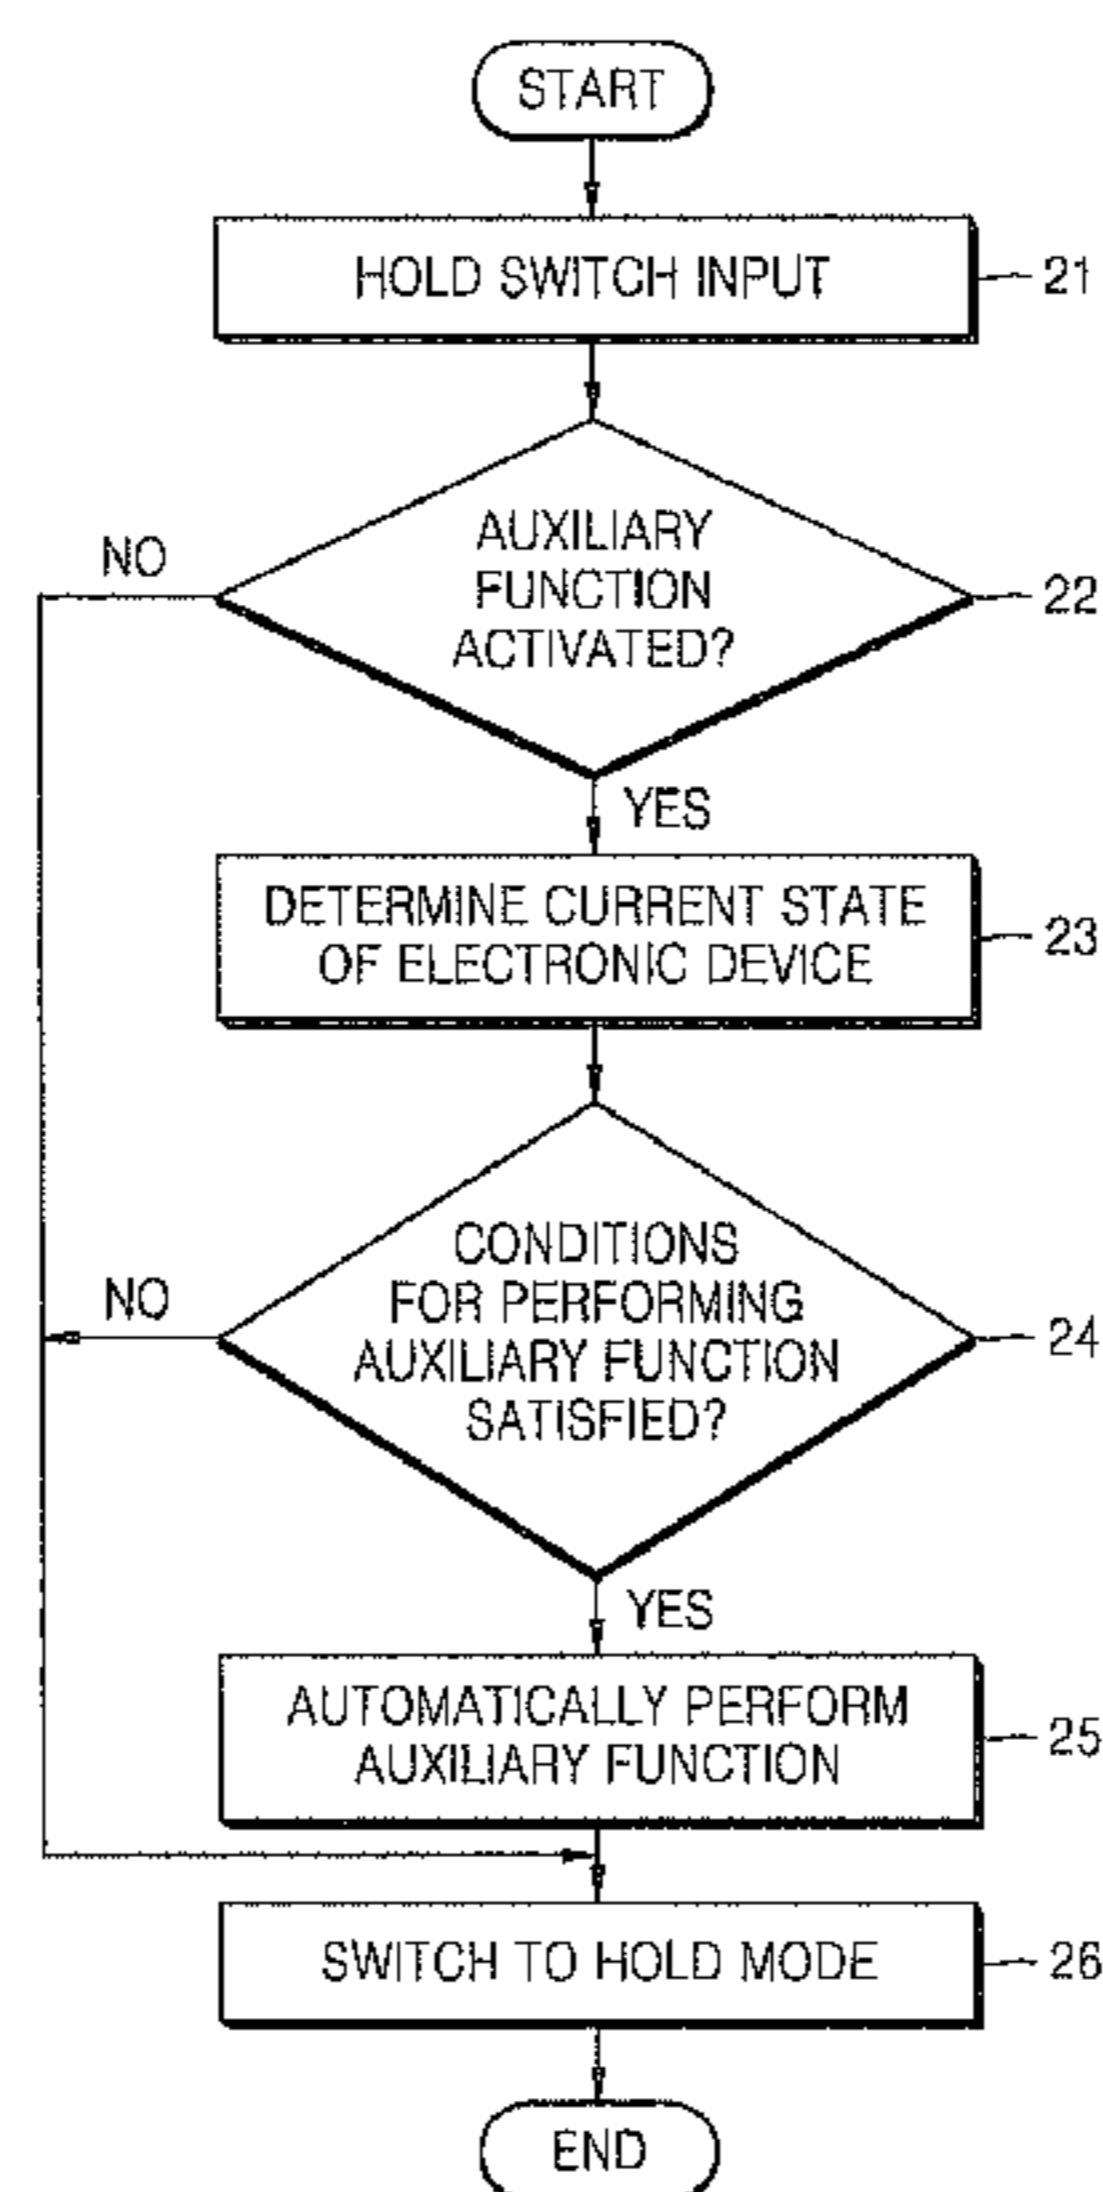 START
HOLD SWITCH INPUT
21
AUXILIARY
FUNCTION
ACTIVATED?
NO
22
YES
DETERMINE CURRENT STATE
OF ELECTRONIC DEVICE
23
CONDITIONS
FOR PERFORMING
AUXILIARY FUNCTION
SATISFIED?
NO
24
YES
AUTOMATICALLY PERFORM
AUXILIARY FUNCTION
25
SWITCH TO HOLD MODE
26
END